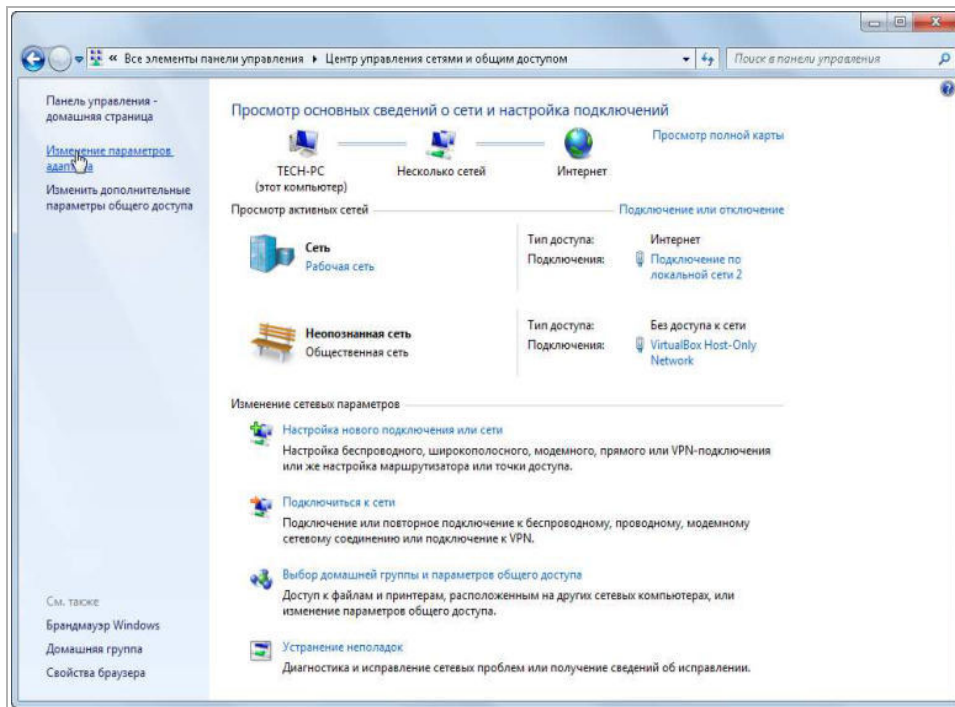 « Все элементы панели управления ▸ Центр управления сетями и общим доступом
Поиск в панели управления
Панель управления -
домашняя страница
Изменение параметров
адаптера
Изменить дополнительные
параметры общего доступа
См. также
Брандмауэр Windows
Домашняя группа
Свойства браузера
Просмотр основных сведений о сети и настройка подключений
Просмотр полной карты
TECH-PC
(этот компьютер)
Несколько сетей
Интернет
Просмотр активных сетей
Подключение или отключение
Сеть
Рабочая сеть
Тип доступа: Интернет
Подключения: Подключение по
локальной сети 2
Неопознанная сеть
Общественная сеть
Тип доступа: Без доступа к сети
Подключения: VirtualBox Host-Only
Network
Изменение сетевых параметров
Настройка нового подключения или сети
Настройка беспроводного, широкополосного, модемного, прямого или VPN-подключения
или же настройка маршрутизатора или точки доступа.
Подключиться к сети
Подключение или повторное подключение к беспроводному, проводному, модемному
сетевому соединению или подключение к VPN.
Выбор домашней группы и параметров общего доступа
Доступ к файлам и принтерам, расположенным на других сетевых компьютерах, или
изменение параметров общего доступа.
Устранение неполадок
Диагностика и исправление сетевых проблем или получение сведений об исправлении.